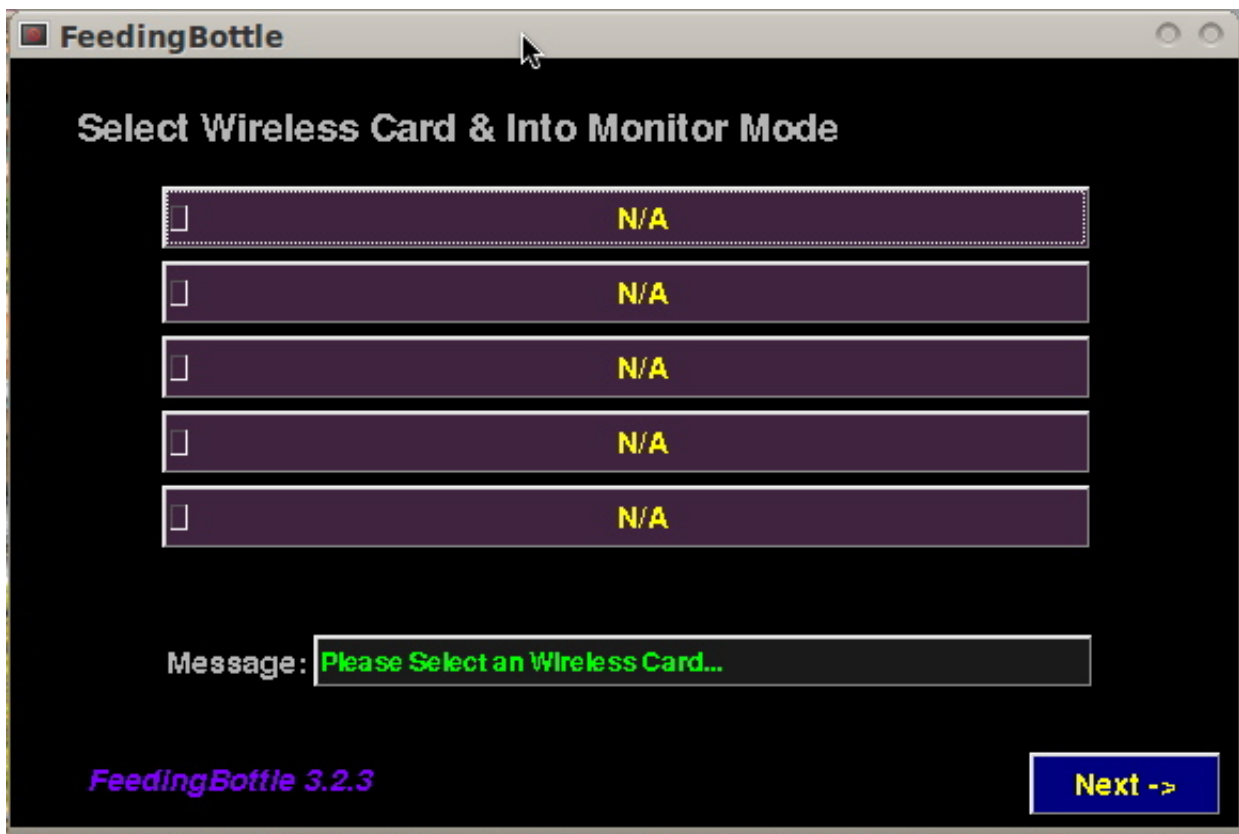 FeedingBottle
Select Wireless Card & Into Monitor Mode
N/A
N/A
N/A
N/A
N/A
Message: Please Select an Wireless Card...
FeedingBottle 3.2.3
Next ->